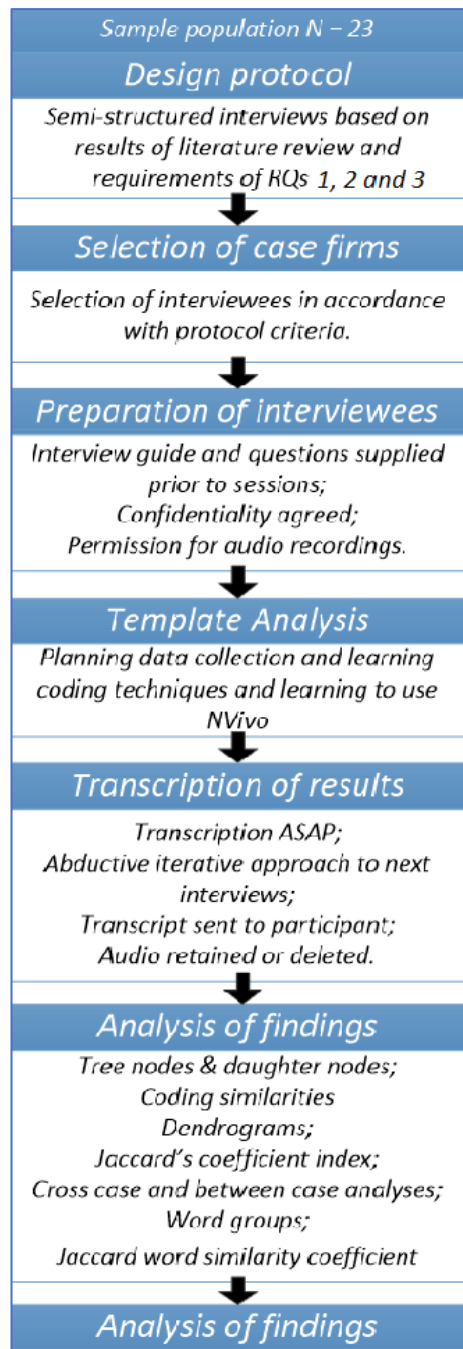 Sample population N – 23
Design protocol
Semi-structured interviews based on
results of literature review and
requirements of RQs 1, 2 and 3
Selection of case firms
Selection of interviewees in accordance
with protocol criteria.
Preparation of interviewees
Interview guide and questions supplied
prior to sessions;
Confidentiality agreed;
Permission for audio recordings.
Template Analysis
Planning data collection and learning
coding techniques and learning to use
NVivo
Transcription of results
Transcription ASAP;
Abductive iterative approach to next
interviews;
Transcript sent to participant;
Audio retained or deleted.
Analysis of findings
Tree nodes & daughter nodes;
Coding similarities
Dendrograms;
Jaccard's coefficient index;
Cross case and between case analyses;
Word groups;
Jaccard word similarity coefficient
Analysis of findings